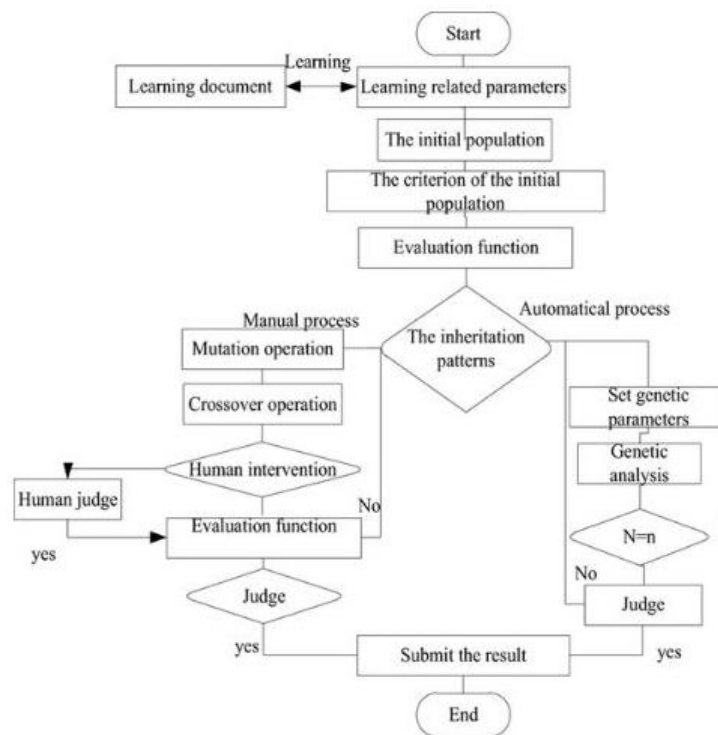 Start
Learning
Learning document
Learning related parameters
The initial population
The criterion of the initial
population
Evaluation function
Automatical process
Manual process
The inheritation
patterns
Mutation operation
Set genetic
parameters
Crossover operation
Genetic
analysis
Human intervention
Human judge
No
Evaluation function
N=n
yes
No
Judge
Judge
yes
Submit the result
yes
End